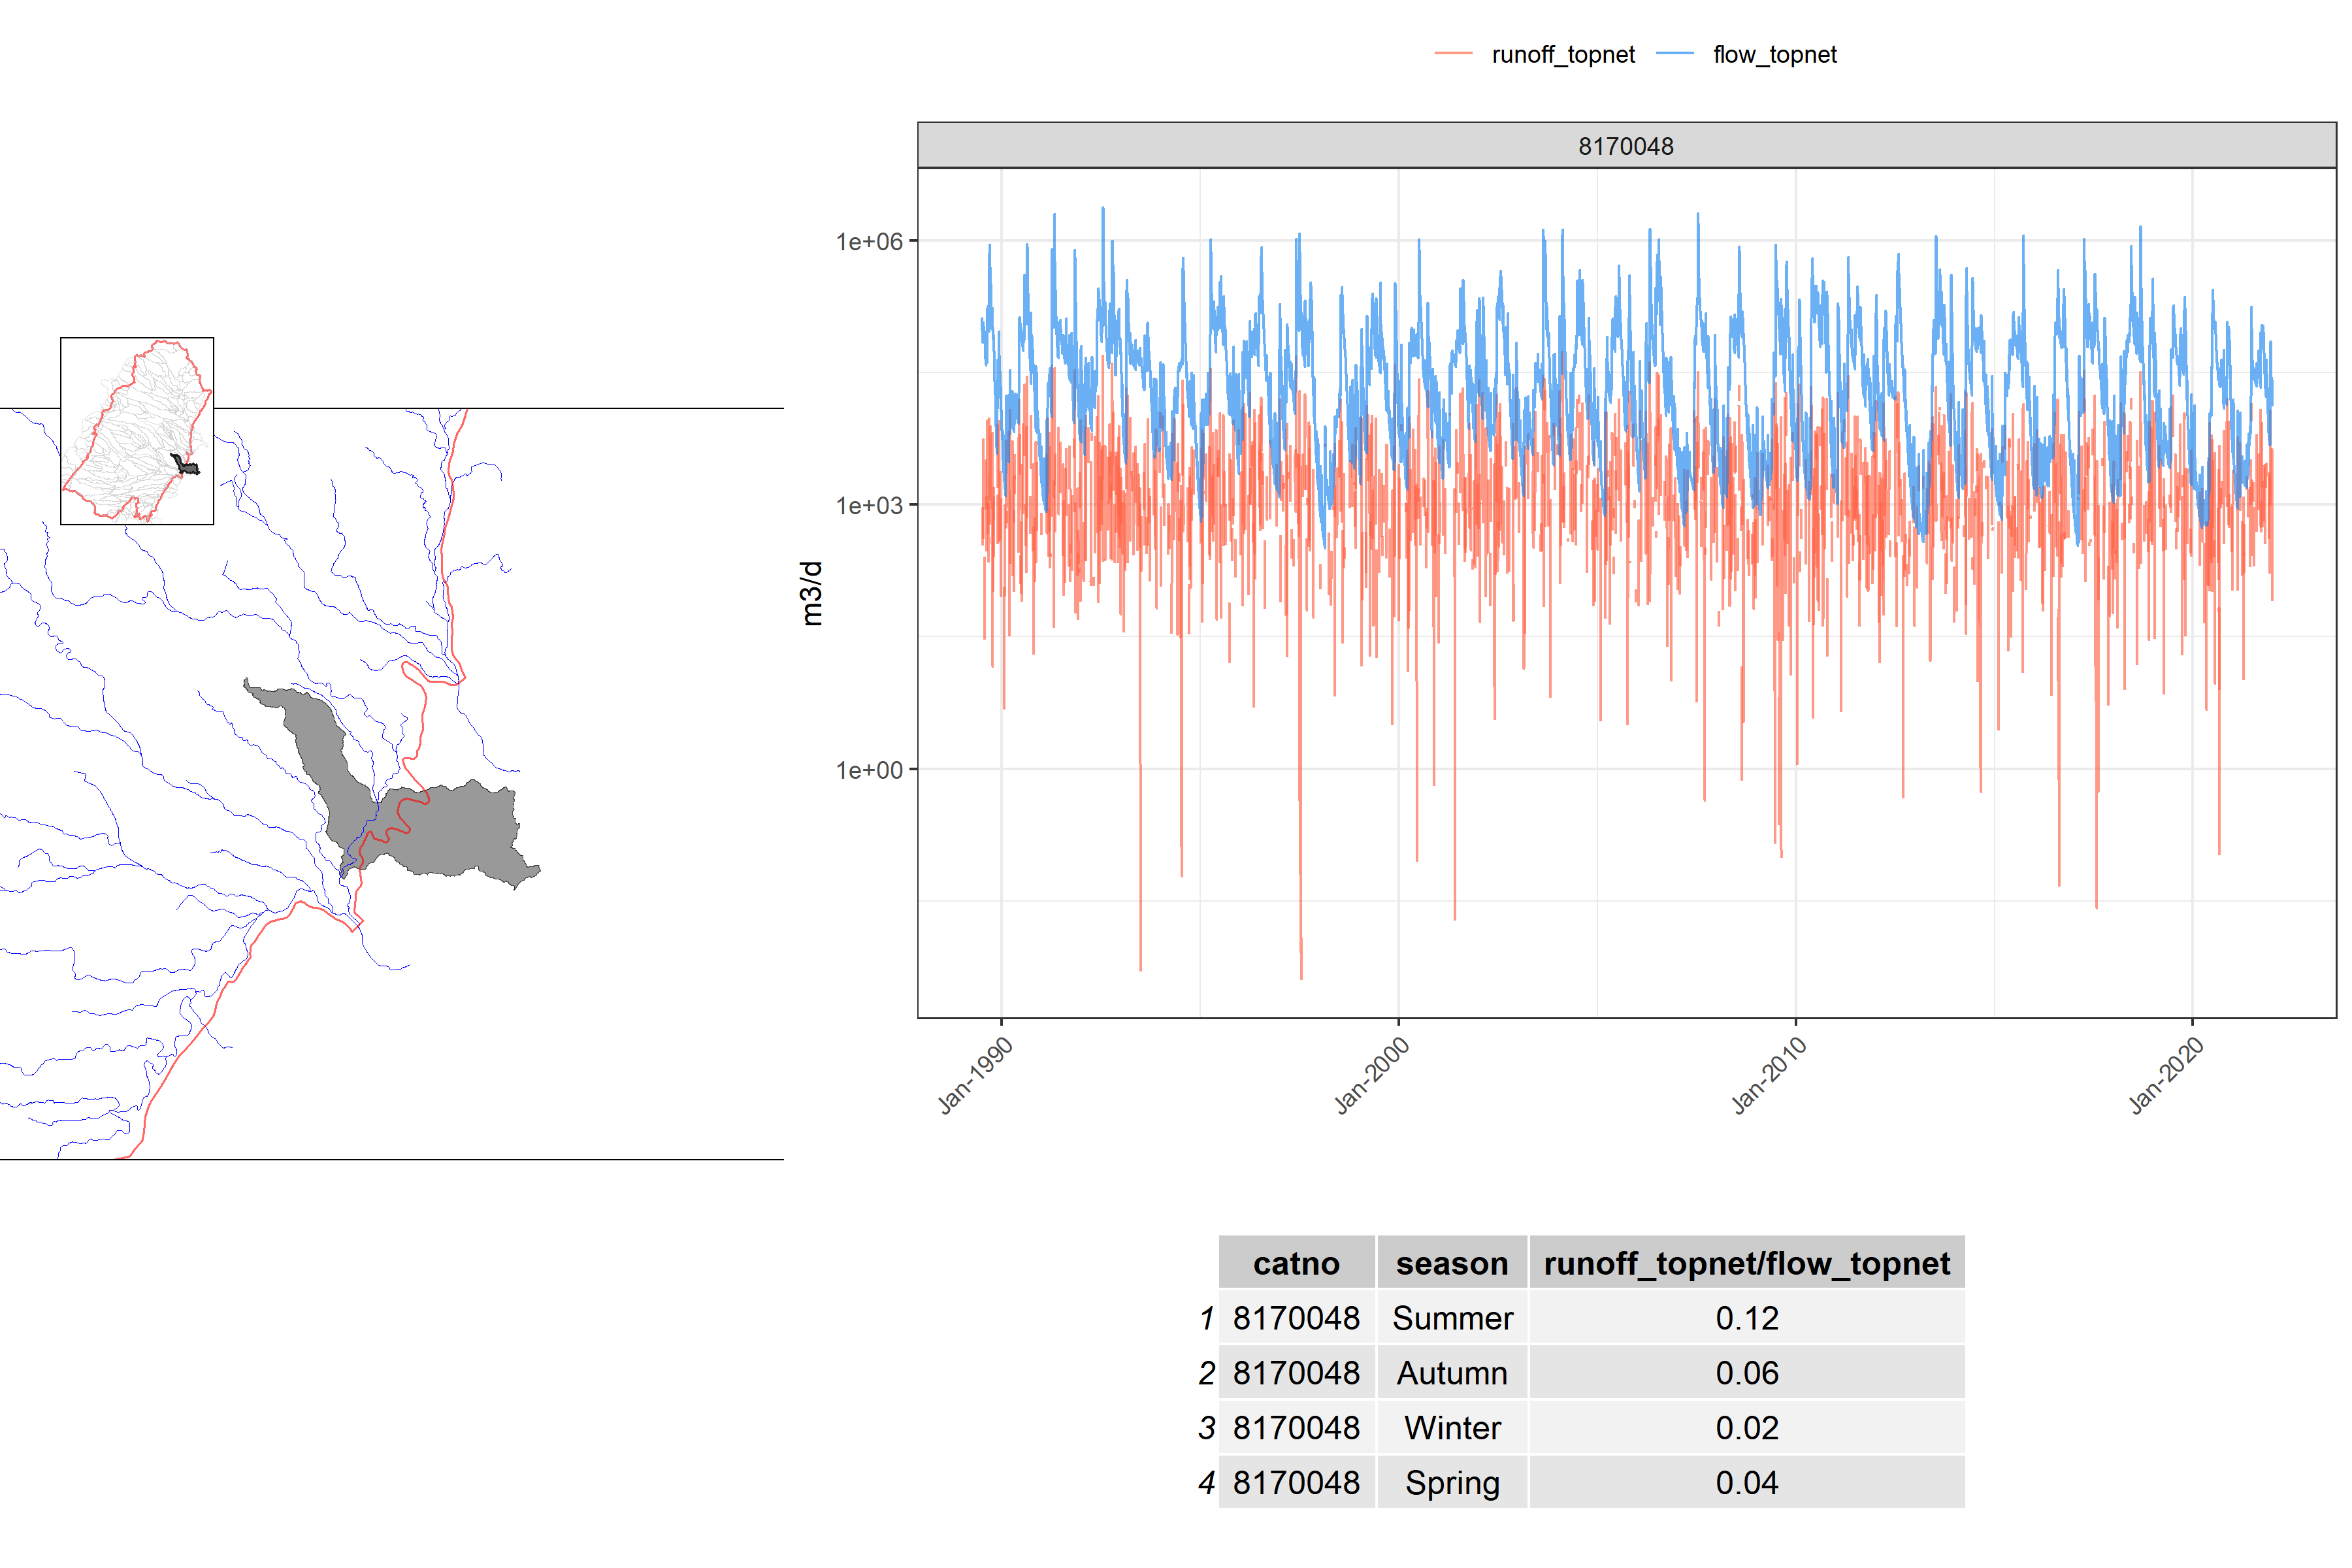 runoff_topnet flow_topnet
8170048
1e+06
1e+03
1e+00
m3/d
Jan-1990 Jan-2000 Jan-2010 Jan-2020
catno season runoff_topnet/flow_topnet
1 8170048 Summer 0.12
2 8170048 Autumn 0.06
3 8170048 Winter 0.02
4 8170048 Spring 0.04